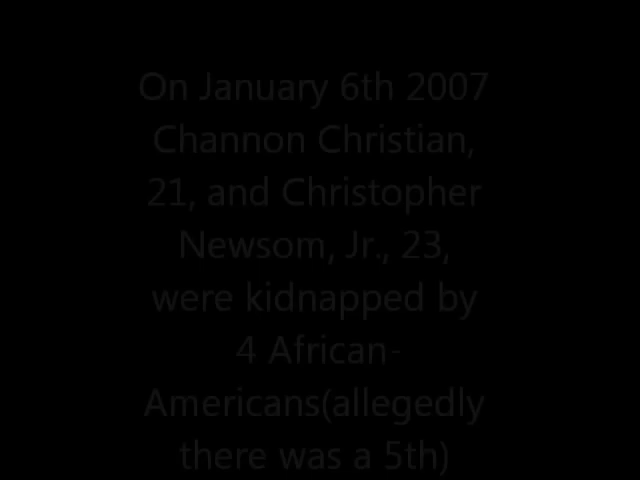 On January 6th 2007
Channon Christian,
21, and Christopher
Newsom, Jr., 23,
were kidnapped by
4 African-
Americans(allegedly
there was a 5th)